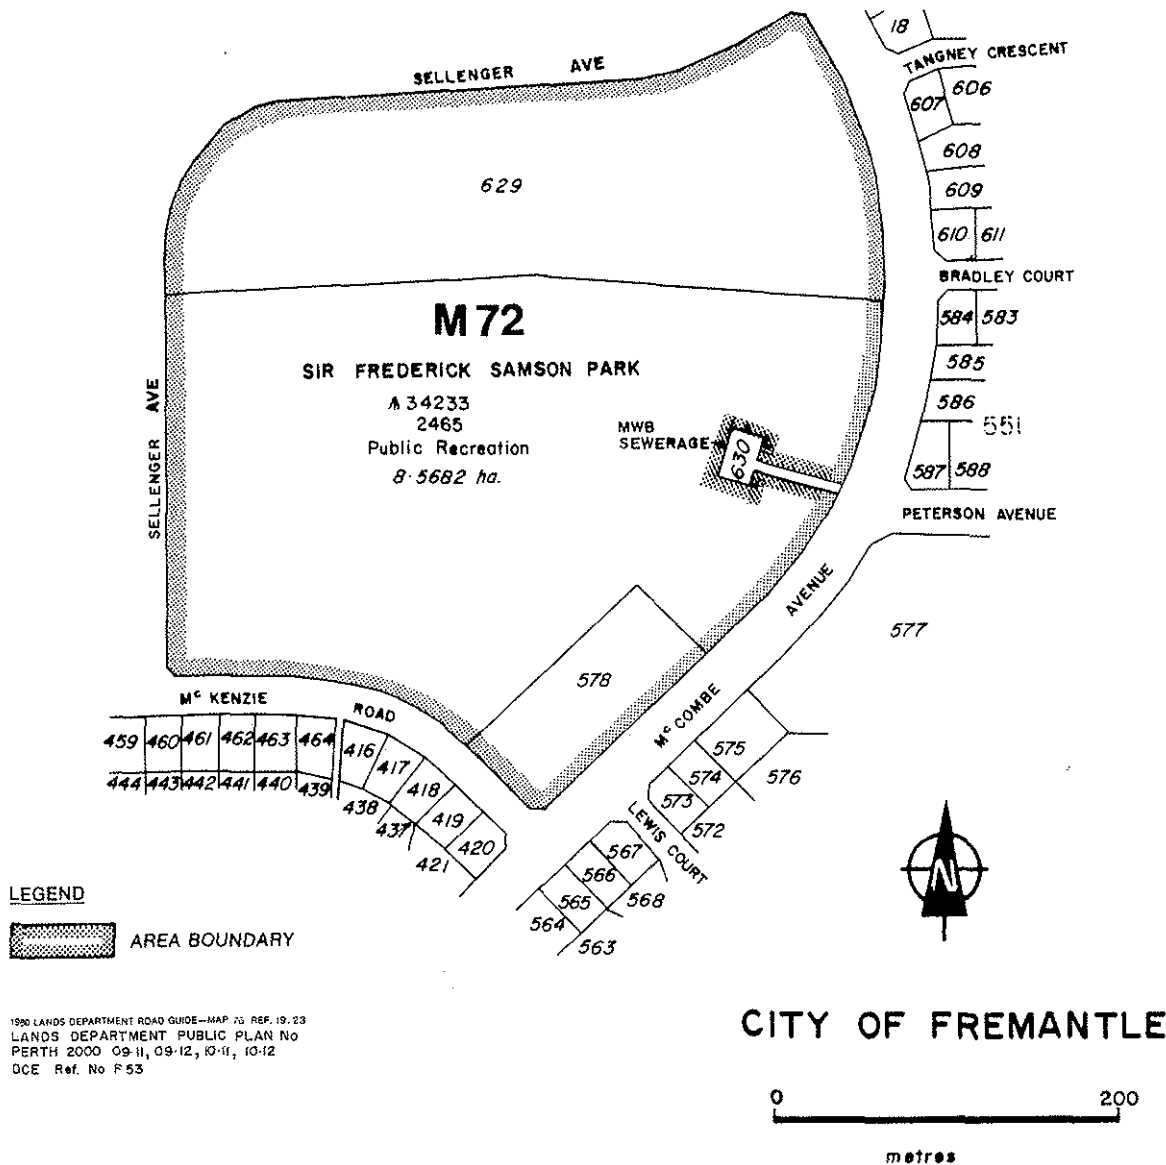 18
TANGNEY CRESCENT
SELLENGER AVE
606
607
608
609
629
610
611
BRADLEY COURT
M 72
584
583
SIR FREDERICK SAMSON PARK
585
SELLENGER AVE
A 34233
586
2465
551
MWB
SEWERAGE
630
Public Recreation
587
588
8·5682 ha.
PETERSON AVENUE
AVENUE
577
578
Mc KENZIE
ROAD
Mc COMBE
459
460
461
462
463
464
416
417
418
419
420
444
443
442
441
440
439
438
437
421
575
574
573
576
572
LEWIS COURT
567
566
565
564
563
568
N
LEGEND
AREA BOUNDARY
1980 LANDS DEPARTMENT ROAD GUIDE—MAP REF. 19.23
LANDS DEPARTMENT PUBLIC PLAN No
PERTH 2000 09·11, 09·12, 10·11, 10·12
DCE Ref. No F 53
CITY OF FREMANTLE
0
200
metres